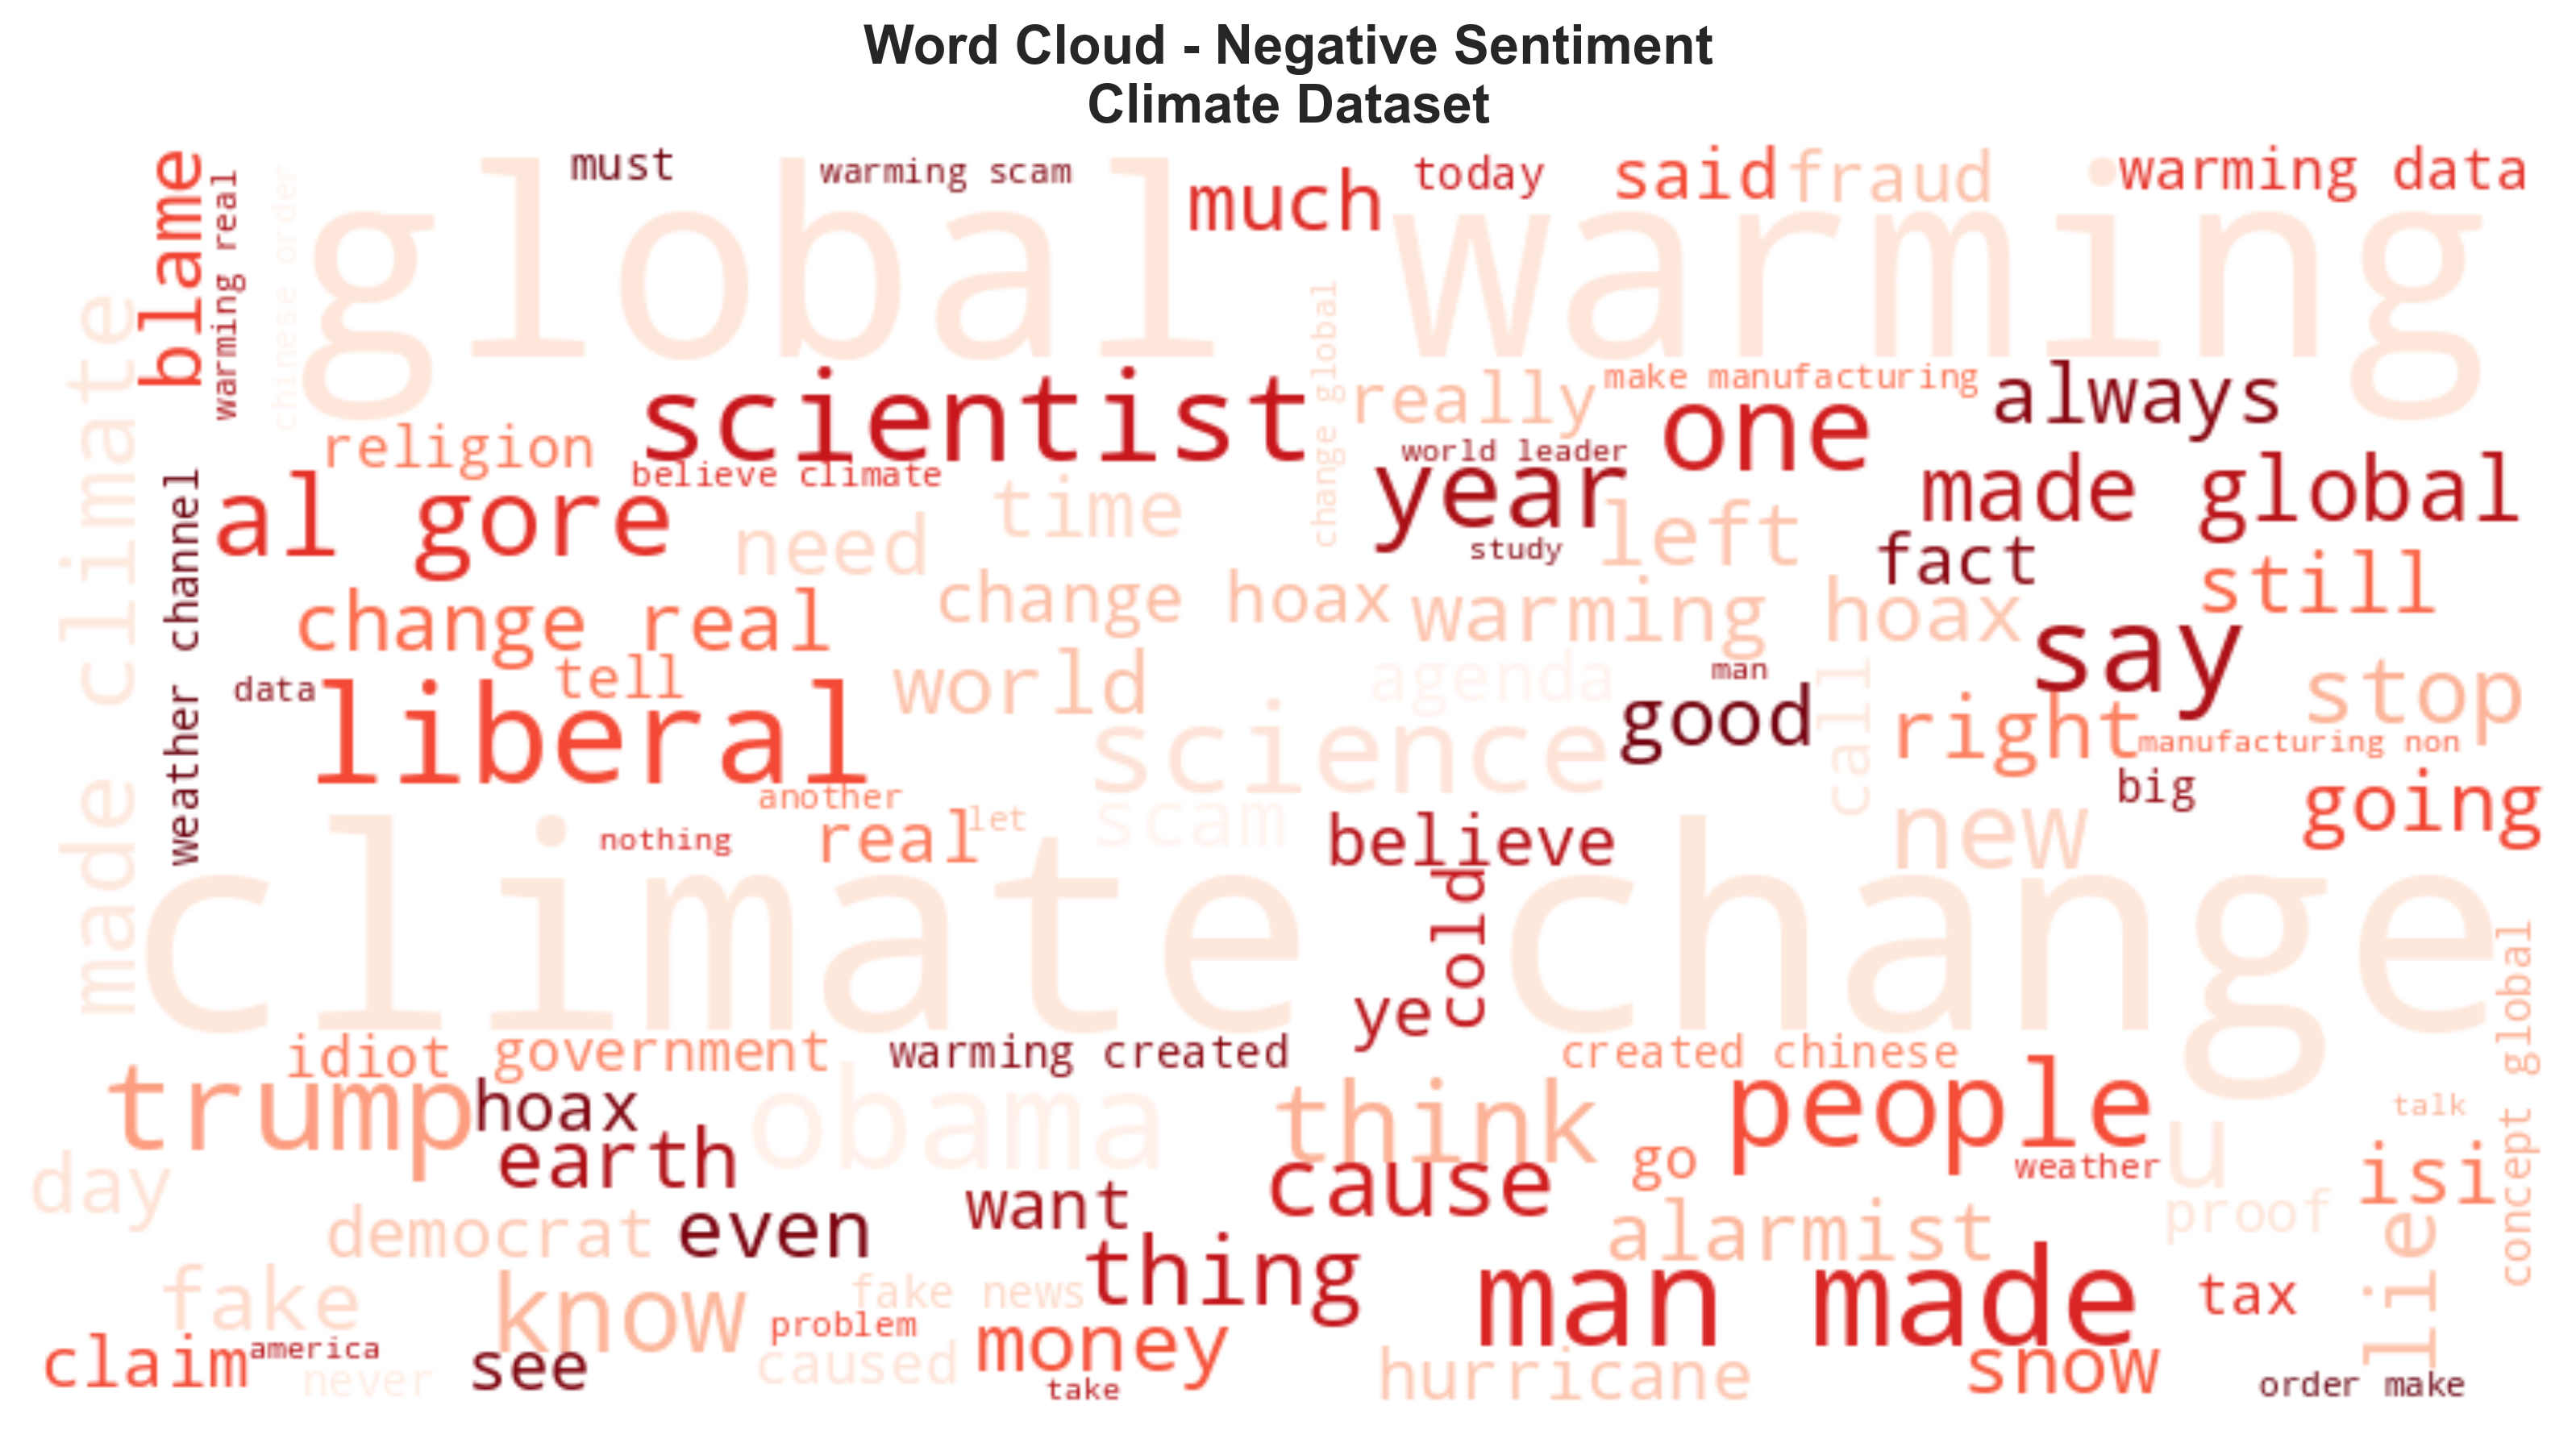 Word Cloud - Negative Sentiment
Climate Dataset
must
warming scam
much
today
said
fraud
warming data
blame
warming real
chinese order
global warming
made climate
change global
scientist
really
make manufacturing
one
always
religion
believe climate
world leader
year
made global
al gore
time
need
study
left
fact
still
weather channel
change real
change hoax
warming hoax
say
tell
data
liberal
world
agenda
man
good
call
right
stop
manufacturing non
science
another
scam
real
let
nothing
believe
new
big
going
climate change
cold
ye
concept global
idiot
government
warming created
created chinese
trump
hoax
obama
think
people
talk
earth
day
cause
go
weather
u
isi
want
democrat
even
alarmist
proof
lie
fake
know
fake news
thing
man made
tax
problem
money
claim
america
never
see
caused
take
hurricane
snow
order make